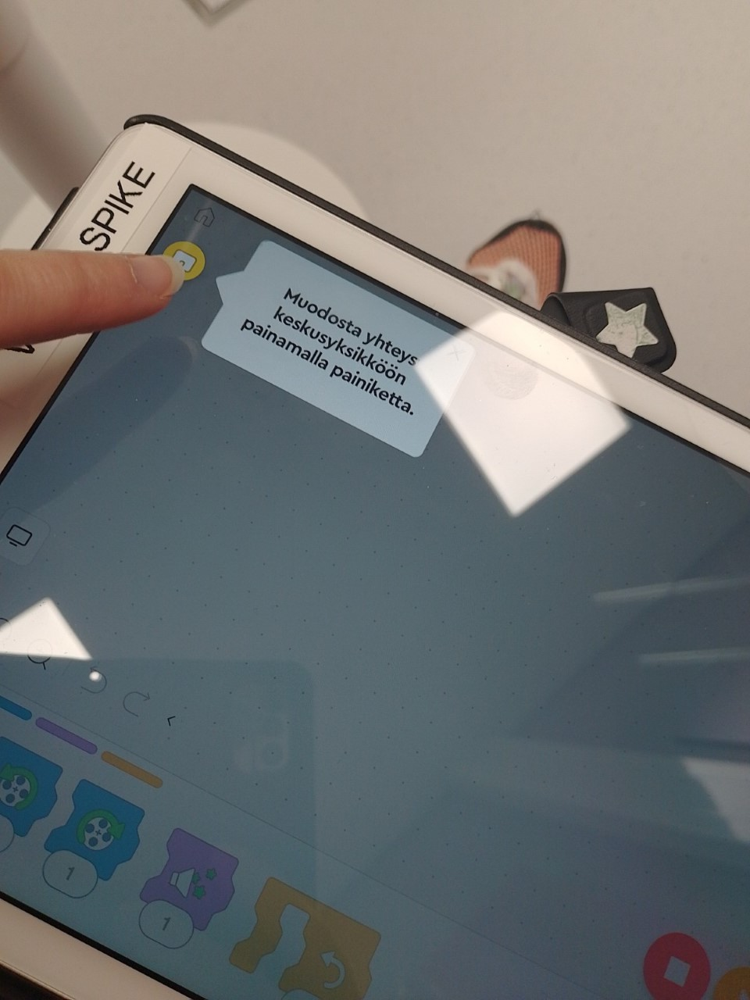 SPIKE
Muodosta yhteys
keskusyksikköön
painamalla painiketta.
1
1